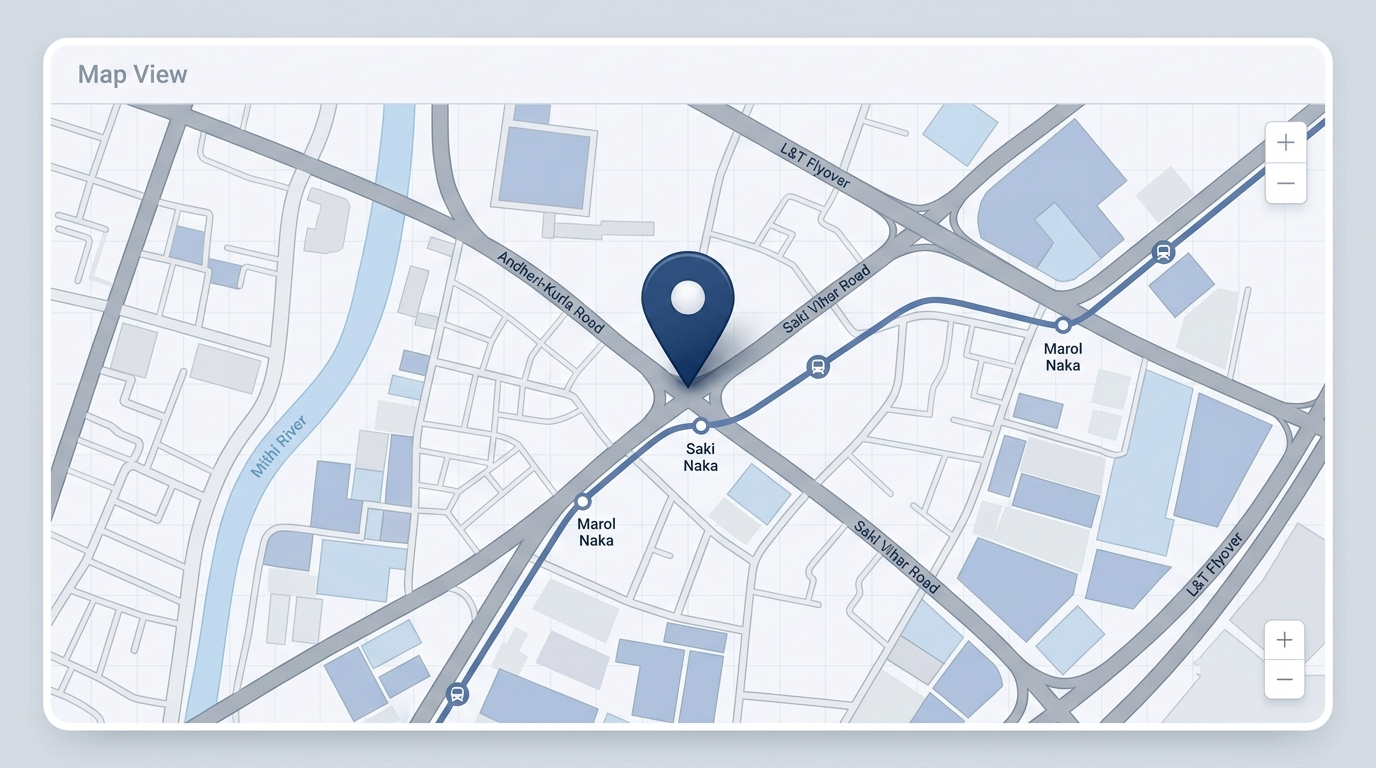 Map View
L&T Flyover
Andheri-Kurla Road
Saki Vihar Road
Marol
Naka
Mithi River
Saki
Naka
Marol
Naka
Saki Vihar Road
L&T Flyover